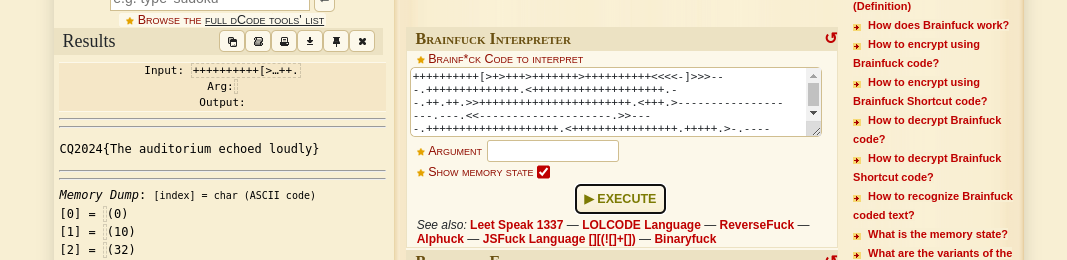 e.g. type 'sudoku'
★ BROWSE THE FULL DCODE TOOLS' LIST
Results
Input: ++++++++++[>…++.
Arg:
Output:
CQ2024{The auditorium echoed loudly}
Memory Dump: [index] = char (ASCII code)
[0] = (0)
[1] = (10)
[2] = (32)
BRAINFUCK INTERPRETER
★ BRAINF*CK CODE TO INTERPRET
++++++++++[>+>+++>+++++++>++++++++++<<<<-]>>>--
-.++++++++++++++.<++++++++++++++++++++.-
-.++.++.>>+++++++++++++++++++++++.<+++.>----------------
---.---.<<--------------------.>>---
-.++++++++++++++++++++.<++++++++++++++++.+++++.>-.----
★ ARGUMENT
★ SHOW MEMORY STATE
▶ EXECUTE
See also: Leet Speak 1337 — LOLCODE Language — ReverseFuck —
Alphuck — JSFuck Language [][(![]+[]) — Binaryfuck
(Definition)
How does Brainfuck work?
How to encrypt using
Brainfuck code?
How to encrypt using
Brainfuck Shortcut code?
How to decrypt Brainfuck
code?
How to decrypt Brainfuck
Shortcut code?
How to recognize Brainfuck
coded text?
What is the memory state?
What are the variants of the